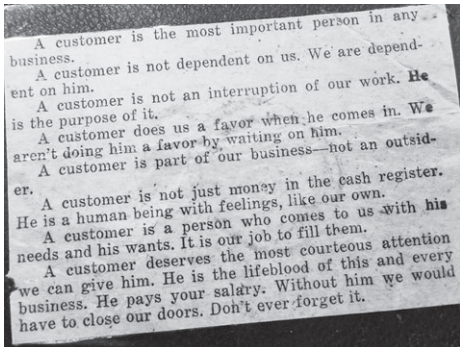 A customer is the most important person in any
business.
A customer is not dependent on us. We are depend-
ent on him.
A customer is not an interruption of our work. He
is the purpose of it.
A customer does us a favor when he comes in. We
aren't doing him a favor by waiting on him.
A customer is part of our business—not an outsid-
er.
A customer is not just money in the cash register.
He is a human being with feelings, like our own.
A customer is a person who comes to us with his
needs and his wants. It is our job to fill them.
A customer deserves the most courteous attention
we can give him. He is the lifeblood of this and every
business. He pays your salary. Without him we would
have to close our doors. Don't ever forget it.